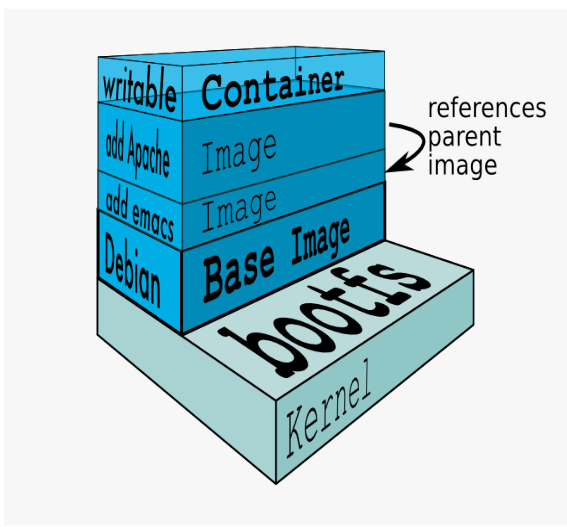 writable Container
add Apache Image
add emacs Image
Debian Base Image
bootfs
Kernel
references
parent
image